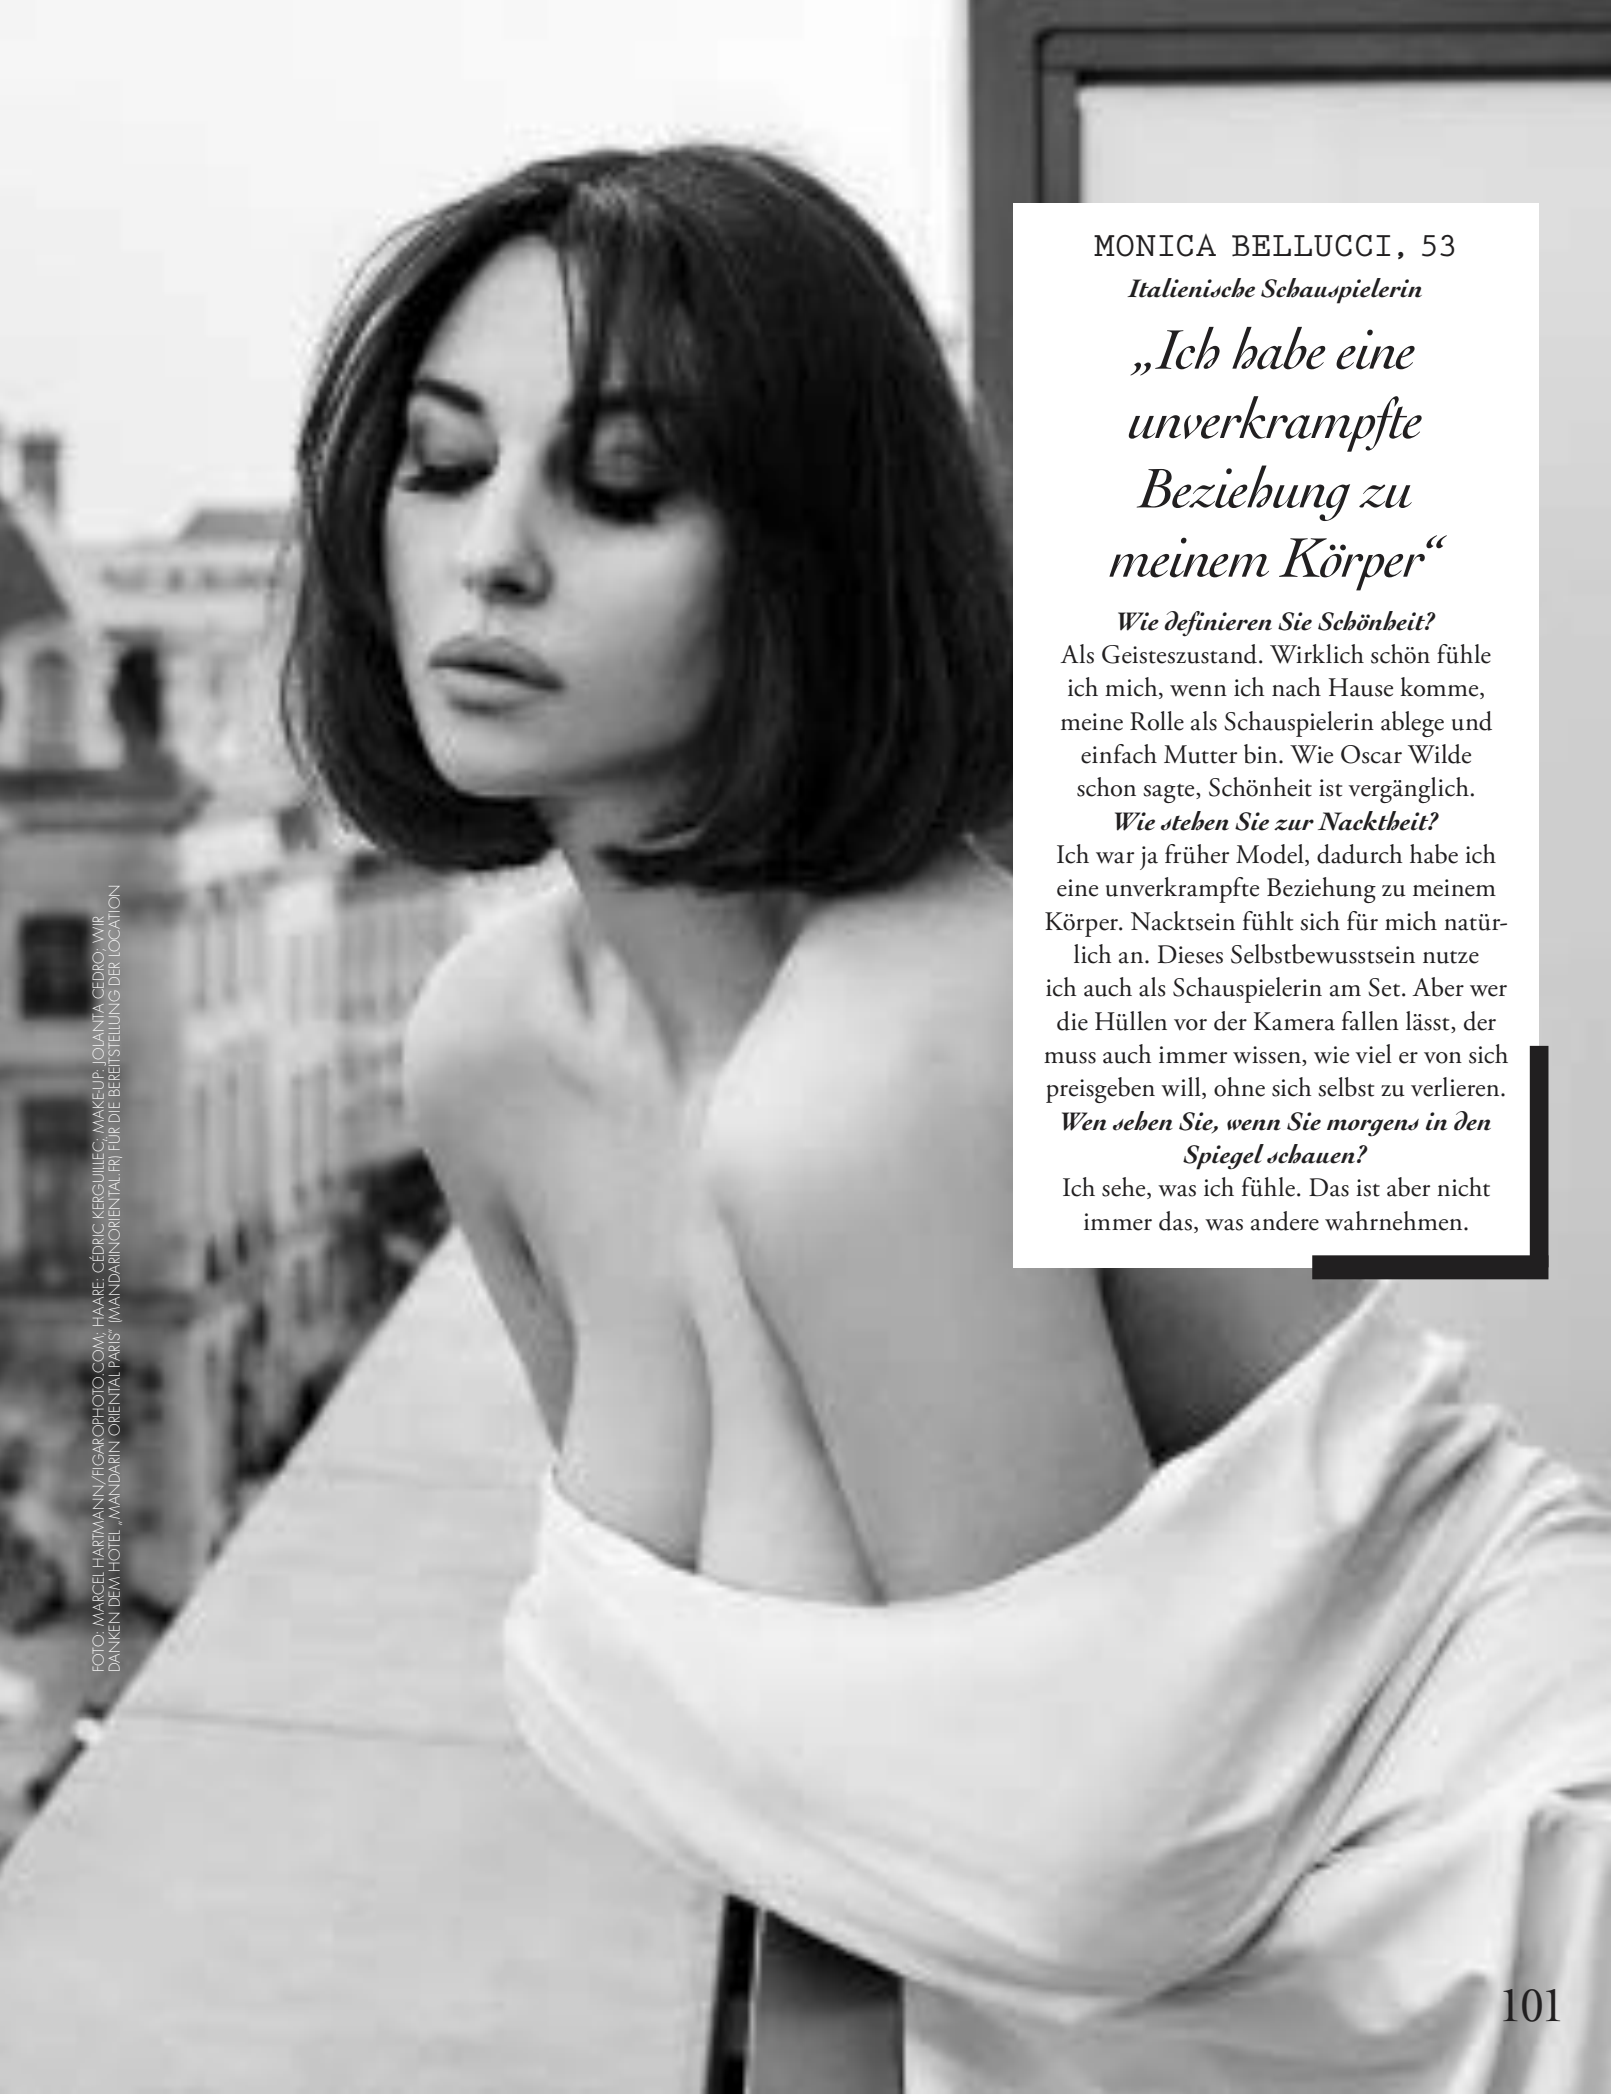 MONICA BELLUCCI, 53
Italienische Schauspielerin
„Ich habe eine
unverkrampfte
Beziehung zu
meinem Körper“
Wie definieren Sie Schönheit?
Als Geisteszustand. Wirklich schön fühle
ich mich, wenn ich nach Hause komme,
meine Rolle als Schauspielerin ablege und
einfach Mutter bin. Wie Oscar Wilde
schon sagte, Schönheit ist vergänglich.
Wie stehen Sie zur Nacktheit?
Ich war ja früher Model, dadurch habe ich
eine unverkrampfte Beziehung zu meinem
Körper. Nacktsein fühlt sich für mich natür-
lich an. Dieses Selbstbewusstsein nutze
ich auch als Schauspielerin am Set. Aber wer
die Hüllen vor der Kamera fallen lässt, der
muss auch immer wissen, wie viel er von sich
preisgeben will, ohne sich selbst zu verlieren.
Wen sehen Sie, wenn Sie morgens in den
Spiegel schauen?
Ich sehe, was ich fühle. Das ist aber nicht
immer das, was andere wahrnehmen.
FOTO: MARCEL HARTMANN/FIGAROPHOTO.COM; HAARE: CÉDRIC KERGUILLEC; MAKE-UP: JOLANTA CEDRO; WIR
DANKEN DEM HOTEL „MANDARIN ORIENTAL PARIS“ (MANDARINORIENTAL.FR) FÜR DIE BEREITSTELLUNG DER LOCATION
101